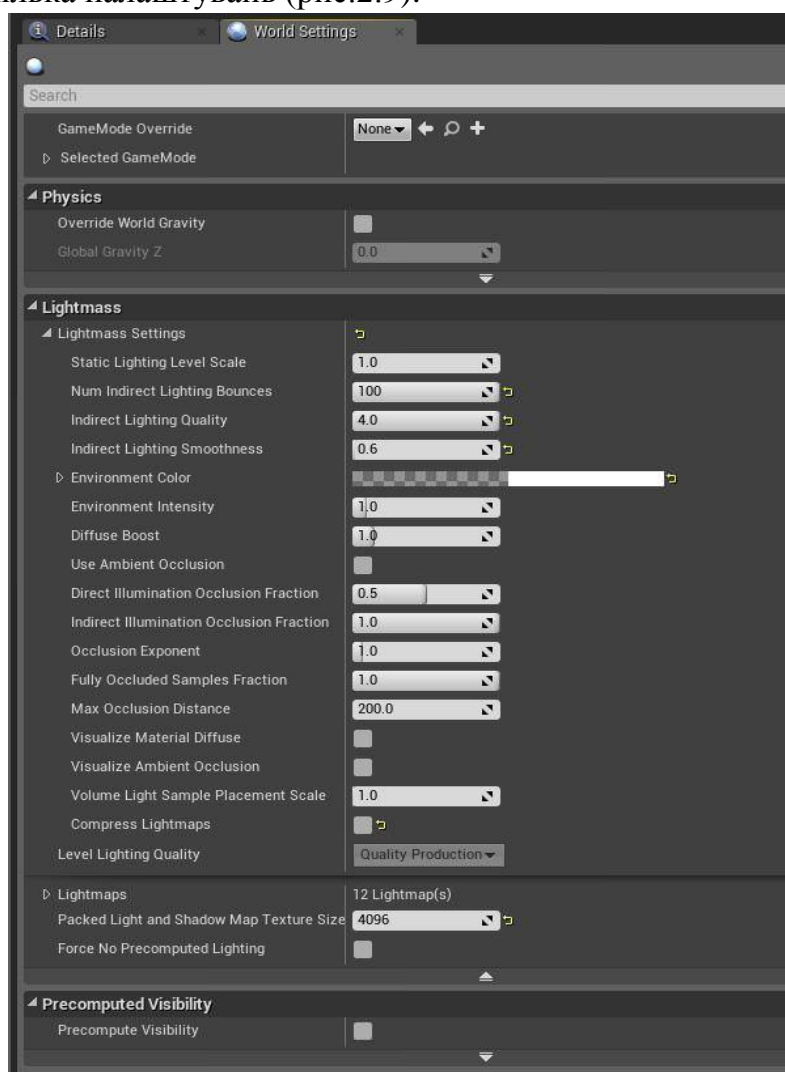 налаштувань (рис.2.9).
Details World Settings
Search
GameMode Override None
Selected GameMode
Physics
Override World Gravity
Global Gravity Z 0.0
Lightmass
Lightmass Settings
Static Lighting Level Scale 1.0
Num Indirect Lighting Bounces 100
Indirect Lighting Quality 4.0
Indirect Lighting Smoothness 0.6
Environment Color
Environment Intensity 1.0
Diffuse Boost 1.0
Use Ambient Occlusion
Direct Illumination Occlusion Fraction 0.5
Indirect Illumination Occlusion Fraction 1.0
Occlusion Exponent 1.0
Fully Occluded Samples Fraction 1.0
Max Occlusion Distance 200.0
Visualize Material Diffuse
Visualize Ambient Occlusion
Volume Light Sample Placement Scale 1.0
Compress Lightmaps
Level Lighting Quality Quality Production
Lightmaps 12 Lightmap(s)
Packed Light and Shadow Map Texture Size 4096
Force No Precomputed Lighting
Precomputed Visibility
Precompute Visibility